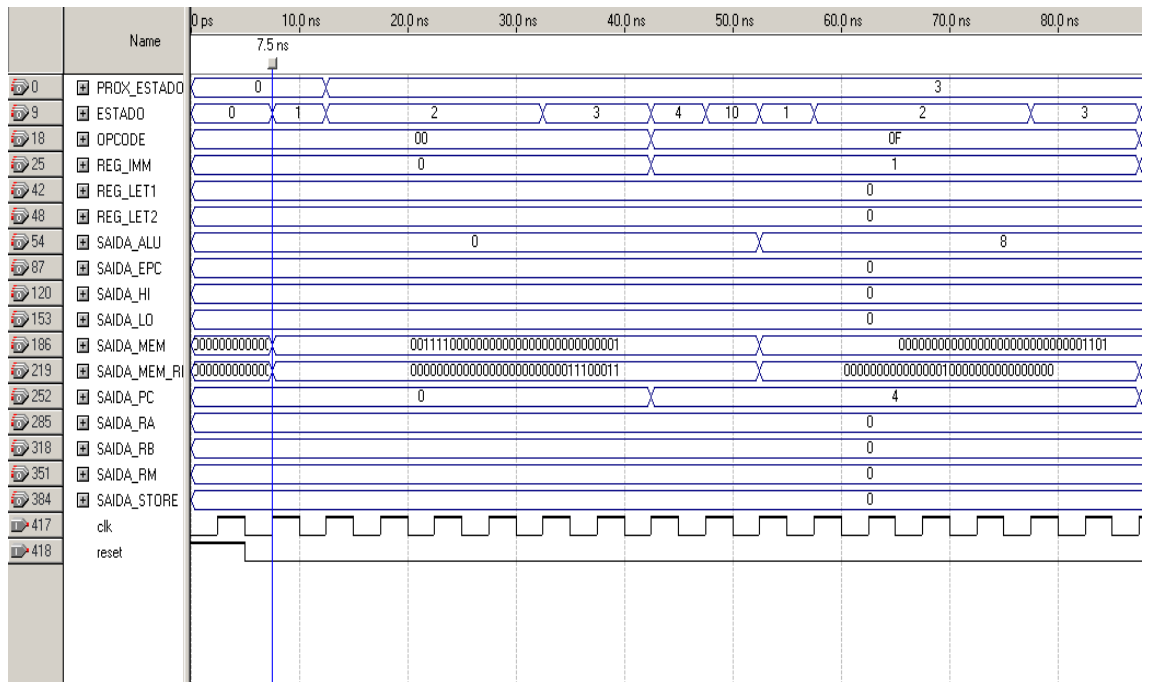 0 ps 10.0 ns 20.0 ns 30.0 ns 40.0 ns 50.0 ns 60.0 ns 70.0 ns 80.0 ns
Name
7.5 ns
0 PROX_ESTADO 0 3
9 ESTADO 0 1 2 3 4 10 1 2 3
18 OPCODE 00 0F
25 REG_IMM 0 1
42 REG_LET1 0
48 REG_LET2 0
54 SAIDA_ALU 0 8
87 SAIDA_EPC 0
120 SAIDA_HI 0
153 SAIDA_LO 0
186 SAIDA_MEM 00111100000000000000000000000001 00000000000000000000000000001101
219 SAIDA_MEM_RI 00000000000000000000000011100011 00000000000000010000000000000000
252 SAIDA_PC 0 4
285 SAIDA_RA 0
318 SAIDA_RB 0
351 SAIDA_RM 0
384 SAIDA_STORE 0
417 clk
418 reset